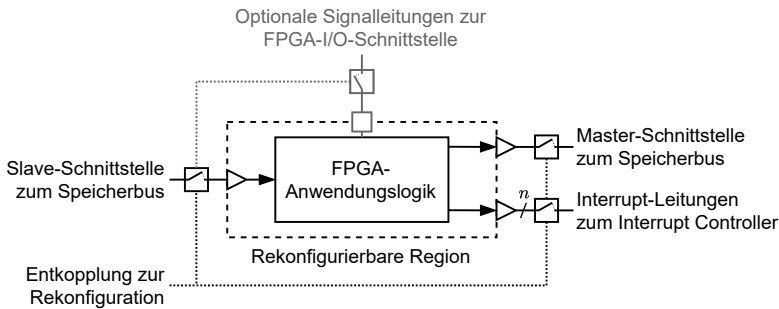 Optionale Signalleitungen zur
FPGA-I/O-Schnittstelle
Slave-Schnittstelle
zum Speicherbus
FPGA-
Anwendungslogik
Master-Schnittstelle
zum Speicherbus
n
Interrupt-Leitungen
zum Interrupt Controller
Rekonfigurierbare Region
Entkopplung zur
Rekonfiguration